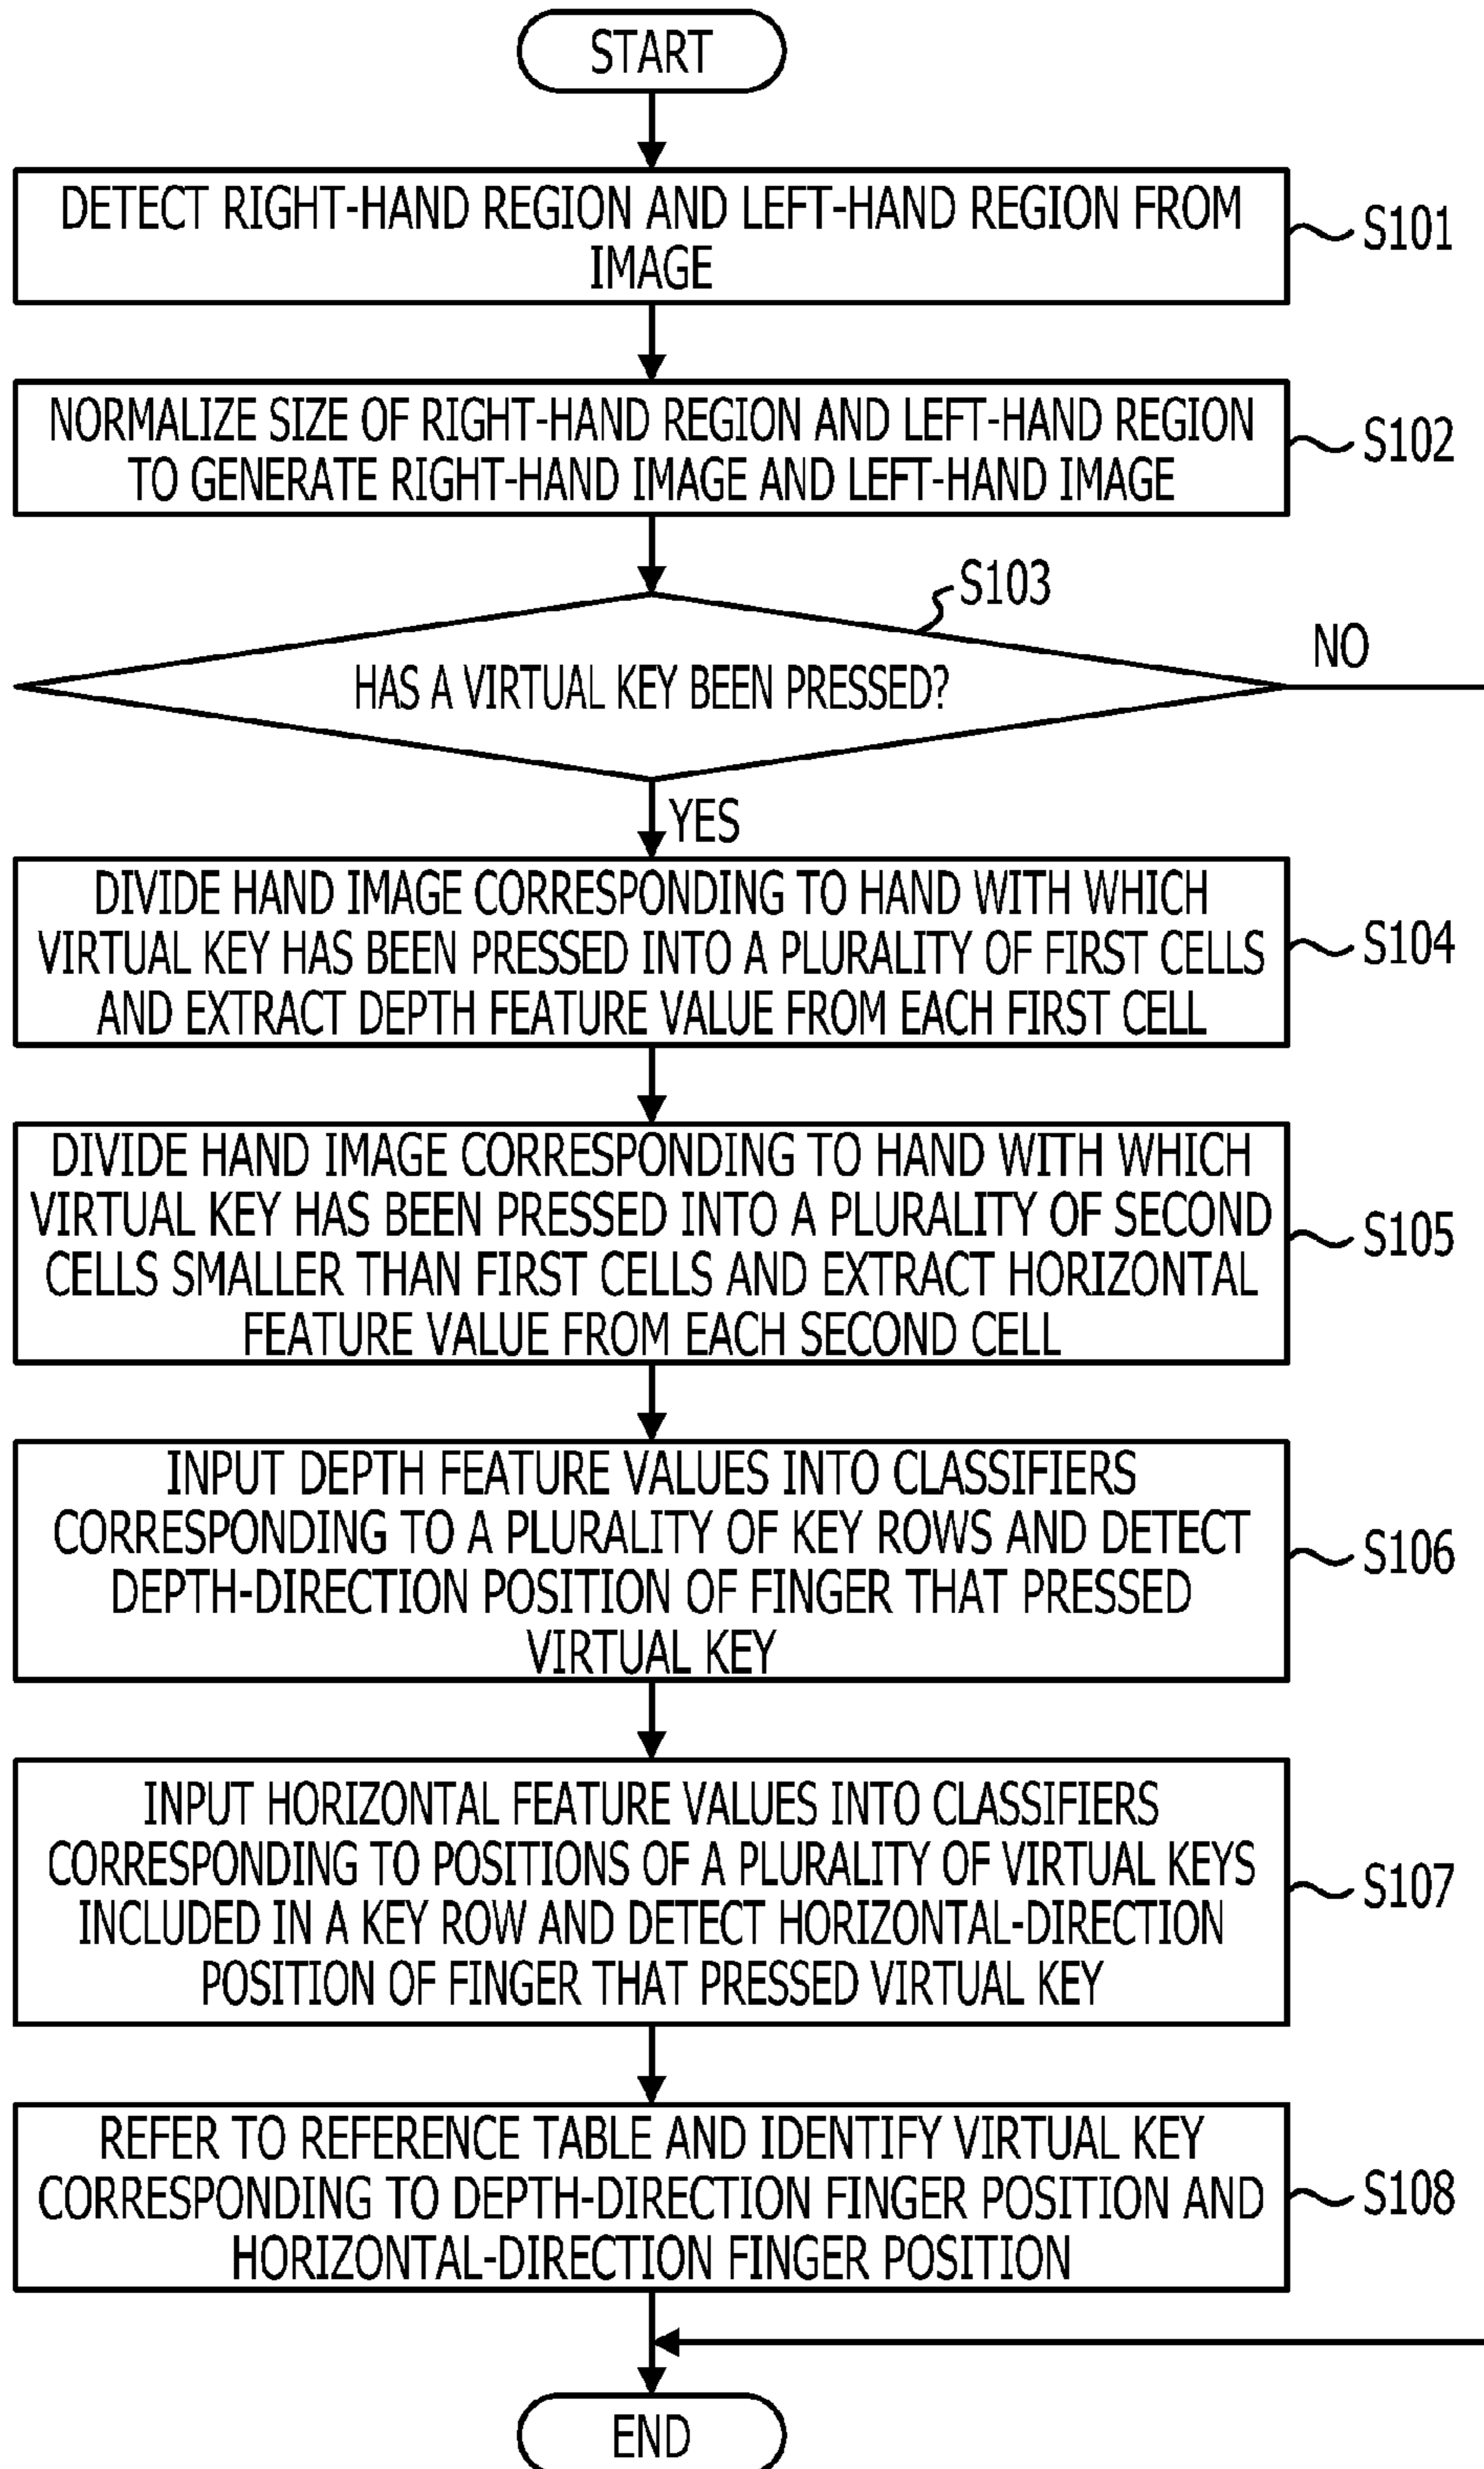 START
DETECT RIGHT-HAND REGION AND LEFT-HAND REGION FROM
IMAGE
S101
NORMALIZE SIZE OF RIGHT-HAND REGION AND LEFT-HAND REGION
TO GENERATE RIGHT-HAND IMAGE AND LEFT-HAND IMAGE
S102
S103
HAS A VIRTUAL KEY BEEN PRESSED?
NO
YES
DIVIDE HAND IMAGE CORRESPONDING TO HAND WITH WHICH
VIRTUAL KEY HAS BEEN PRESSED INTO A PLURALITY OF FIRST CELLS
AND EXTRACT DEPTH FEATURE VALUE FROM EACH FIRST CELL
S104
DIVIDE HAND IMAGE CORRESPONDING TO HAND WITH WHICH
VIRTUAL KEY HAS BEEN PRESSED INTO A PLURALITY OF SECOND
CELLS SMALLER THAN FIRST CELLS AND EXTRACT HORIZONTAL
FEATURE VALUE FROM EACH SECOND CELL
S105
INPUT DEPTH FEATURE VALUES INTO CLASSIFIERS
CORRESPONDING TO A PLURALITY OF KEY ROWS AND DETECT
DEPTH-DIRECTION POSITION OF FINGER THAT PRESSED
VIRTUAL KEY
S106
INPUT HORIZONTAL FEATURE VALUES INTO CLASSIFIERS
CORRESPONDING TO POSITIONS OF A PLURALITY OF VIRTUAL KEYS
INCLUDED IN A KEY ROW AND DETECT HORIZONTAL-DIRECTION
POSITION OF FINGER THAT PRESSED VIRTUAL KEY
S107
REFER TO REFERENCE TABLE AND IDENTIFY VIRTUAL KEY
CORRESPONDING TO DEPTH-DIRECTION FINGER POSITION AND
HORIZONTAL-DIRECTION FINGER POSITION
S108
END